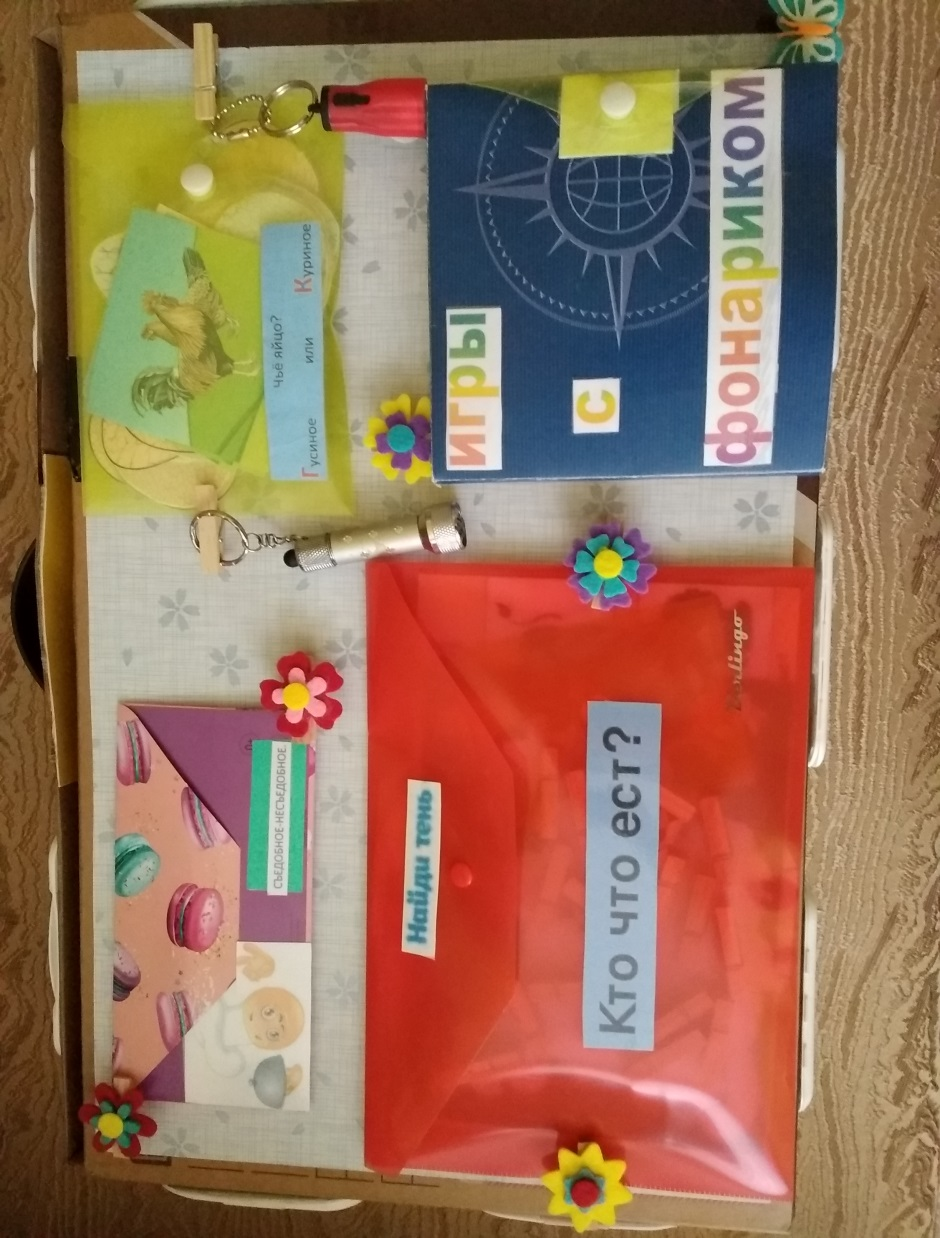 СЪЕДОБНОЕ-НЕСЪЕДОБНОЕ
Чьё яйцо?
Гусиное или Куриное
Найди тень
Кто что ест?
Berlingo
игры
с
фонариком